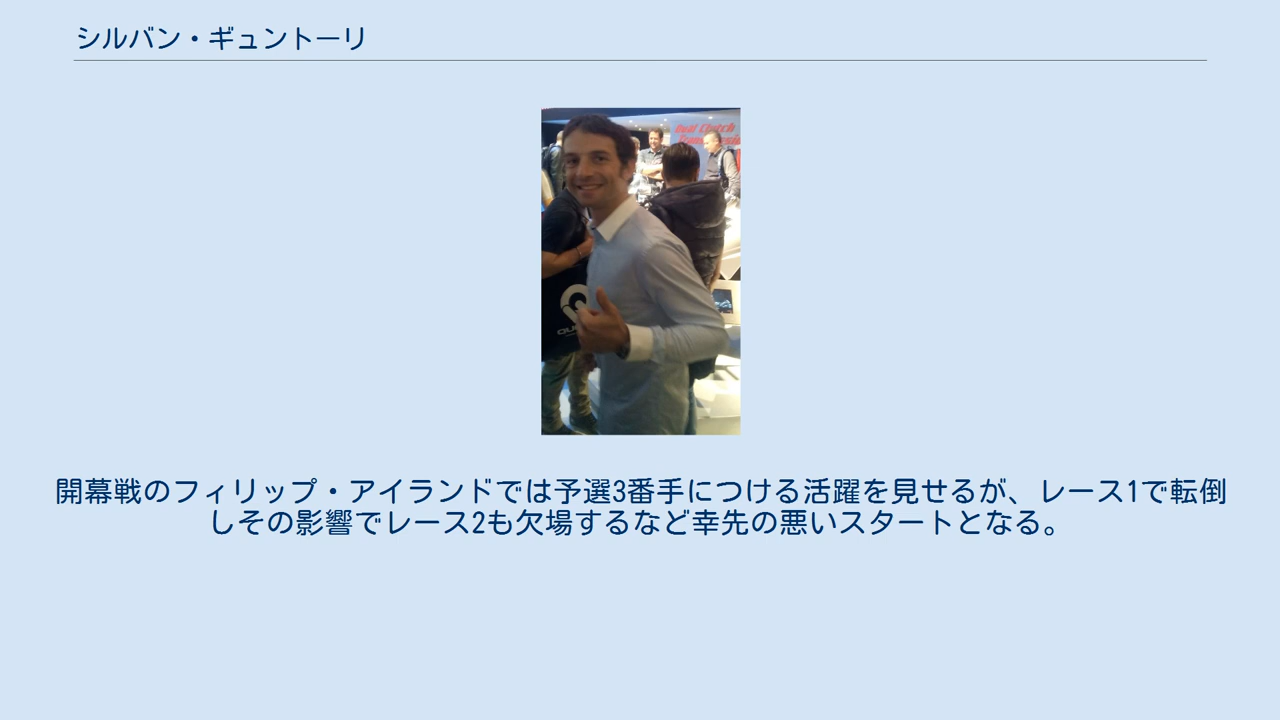 シルバン・ギュントーリ
Dual Clutch
開幕戦のフィリップ・アイランドでは予選3番手につける活躍を見せるが、レース1で転倒
しその影響でレース2も欠場するなど幸先の悪いスタートとなる。